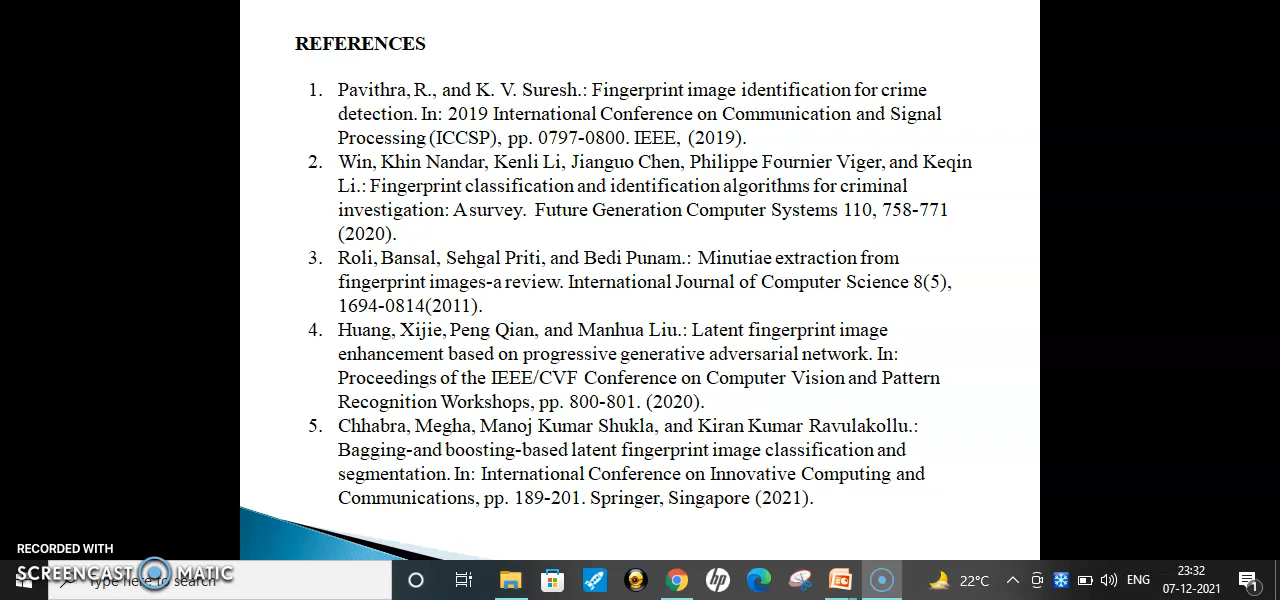 REFERENCES
1. Pavithra, R., and K. V. Suresh.: Fingerprint image identification for crime
detection. In: 2019 International Conference on Communication and Signal
Processing (ICCSP), pp. 0797-0800. IEEE, (2019).
2. Win, Khin Nandar, Kenli Li, Jianguo Chen, Philippe Fournier Viger, and Keqin
Li.: Fingerprint classification and identification algorithms for criminal
investigation: A survey. Future Generation Computer Systems 110, 758-771
(2020).
3. Roli, Bansal, Sehgal Priti, and Bedi Punam.: Minutiae extraction from
fingerprint images-a review. International Journal of Computer Science 8(5),
1694-0814(2011).
4. Huang, Xijie, Peng Qian, and Manhua Liu.: Latent fingerprint image
enhancement based on progressive generative adversarial network. In:
Proceedings of the IEEE/CVF Conference on Computer Vision and Pattern
Recognition Workshops, pp. 800-801. (2020).
5. Chhabra, Megha, Manoj Kumar Shukla, and Kiran Kumar Ravulakollu.:
Bagging-and boosting-based latent fingerprint image classification and
segmentation. In: International Conference on Innovative Computing and
Communications, pp. 189-201. Springer, Singapore (2021).
RECORDED WITH
SCREENCAST MATIC
Type here to search
hp
22°C
ENG
23:32
07-12-2021
1